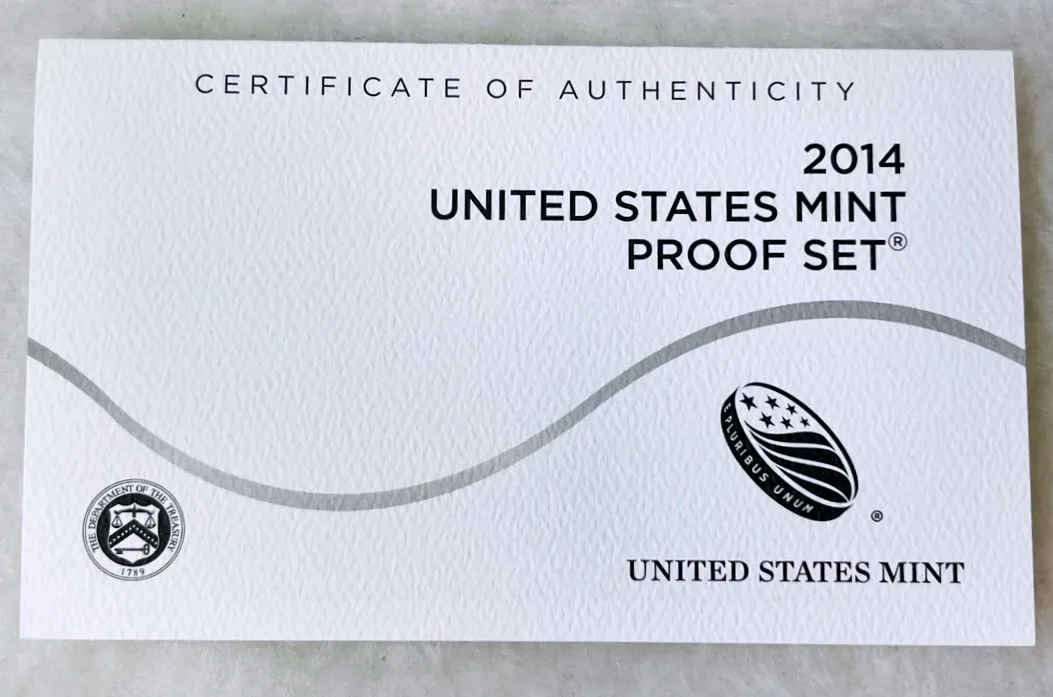 CERTIFICATE OF AUTHENTICITY
2014
UNITED STATES MINT
PROOF SET®
E PLURIBUS UNUM
®
THE DEPARTMENT OF THE TREASURY
1789
UNITED STATES MINT